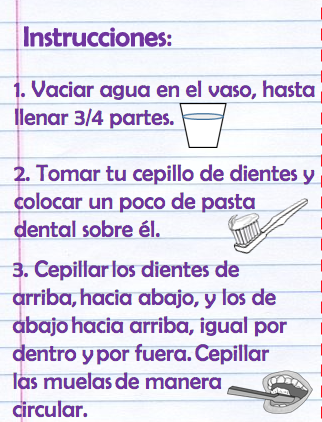 Instrucciones:
1. Vaciar agua en el vaso, hasta
llenar 3/4 partes.
2. Tomar tu cepillo de dientes y
colocar un poco de pasta
dental sobre él.
3. Cepillar los dientes de
arriba, hacia abajo, y los de
abajo hacia arriba, igual por
dentro y por fuera. Cepillar
las muelas de manera
circular.